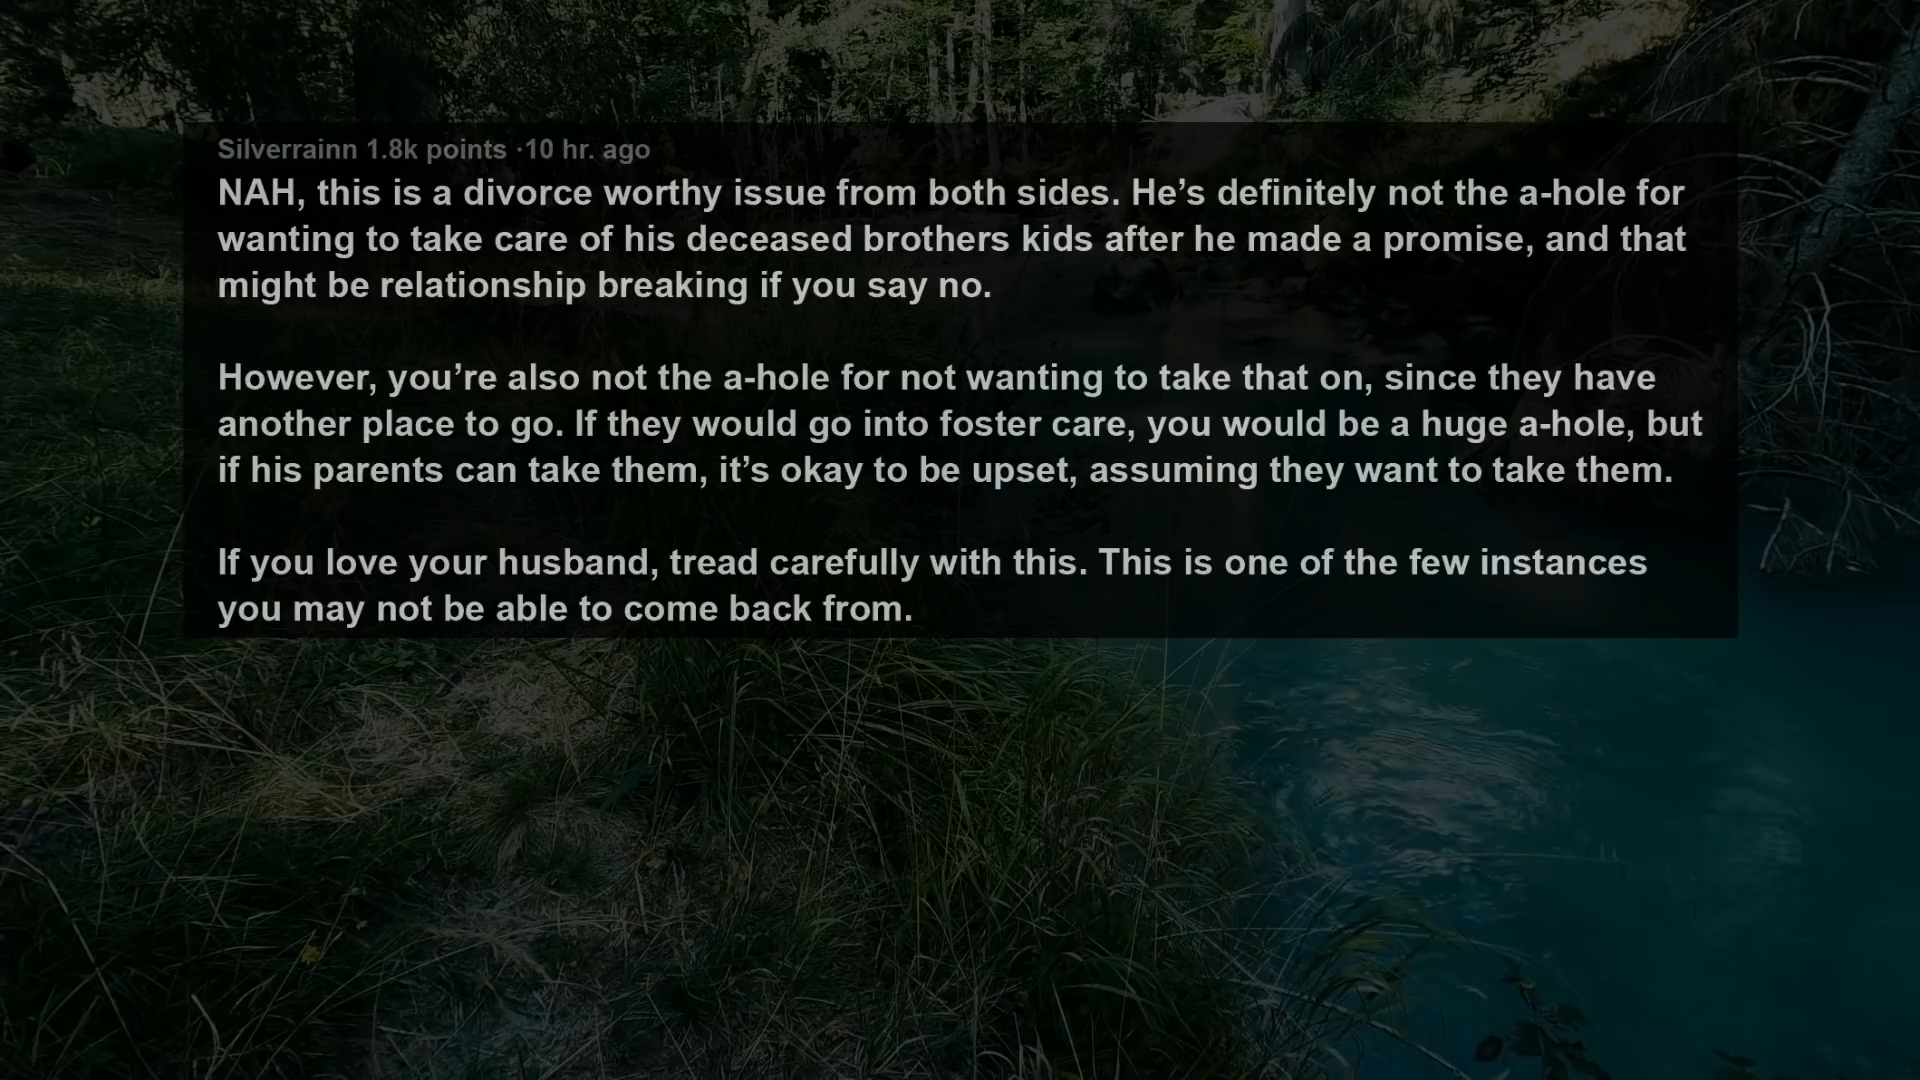 Silverrainn 1.8k points ·10 hr. ago
NAH, this is a divorce worthy issue from both sides. He’s definitely not the a-hole for
wanting to take care of his deceased brothers kids after he made a promise, and that
might be relationship breaking if you say no.
However, you’re also not the a-hole for not wanting to take that on, since they have
another place to go. If they would go into foster care, you would be a huge a-hole, but
if his parents can take them, it’s okay to be upset, assuming they want to take them.
If you love your husband, tread carefully with this. This is one of the few instances
you may not be able to come back from.